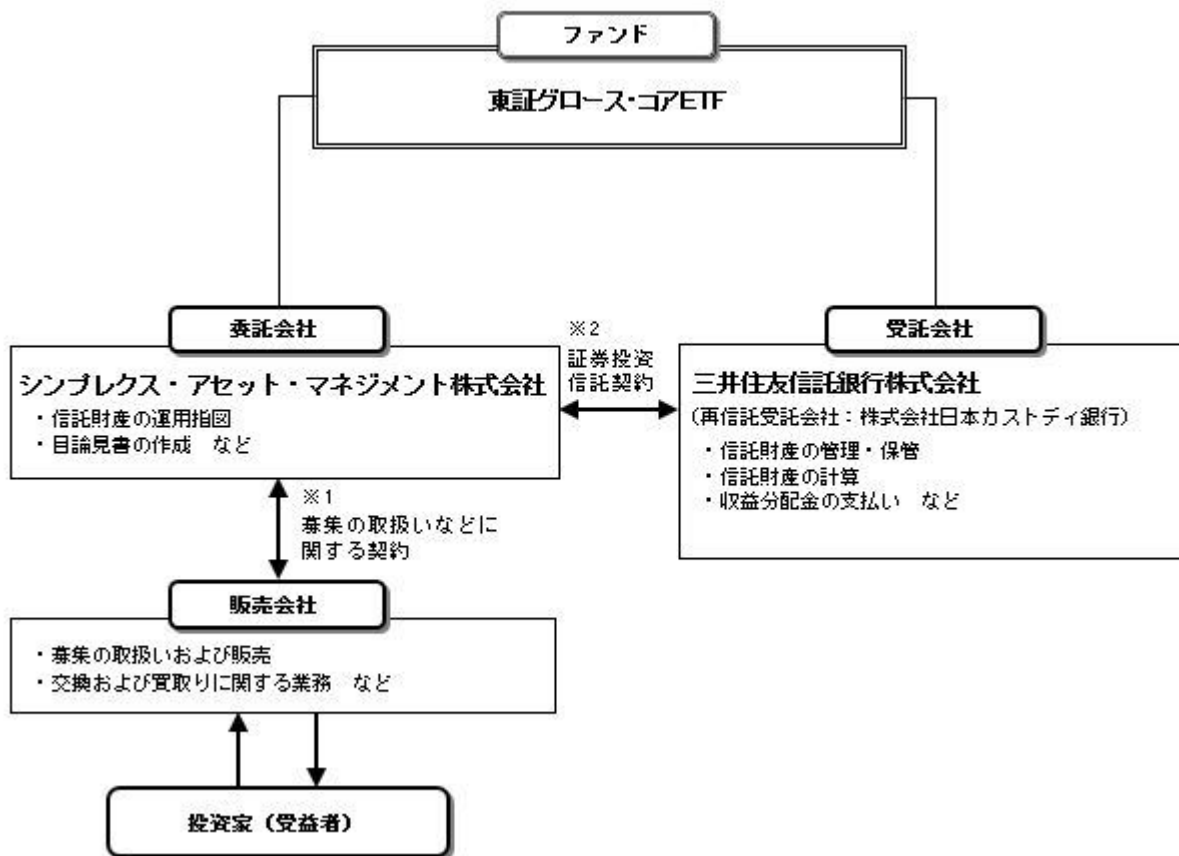 ファンド
東証グロース・コアETF
委託会社
シンプレクス・アセット・マネジメント株式会社
・信託財産の運用指図
・目論見書の作成 など
※2
証券投資
信託契約
受託会社
三井住友信託銀行株式会社
(再信託受託会社：株式会社日本カストディ銀行)
・信託財産の管理・保管
・信託財産の計算
・収益分配金の支払い など
※1
募集の取扱いなどに
関する契約
販売会社
・募集の取扱いおよび販売
・交換および買取りに関する業務 など
投資家（受益者）